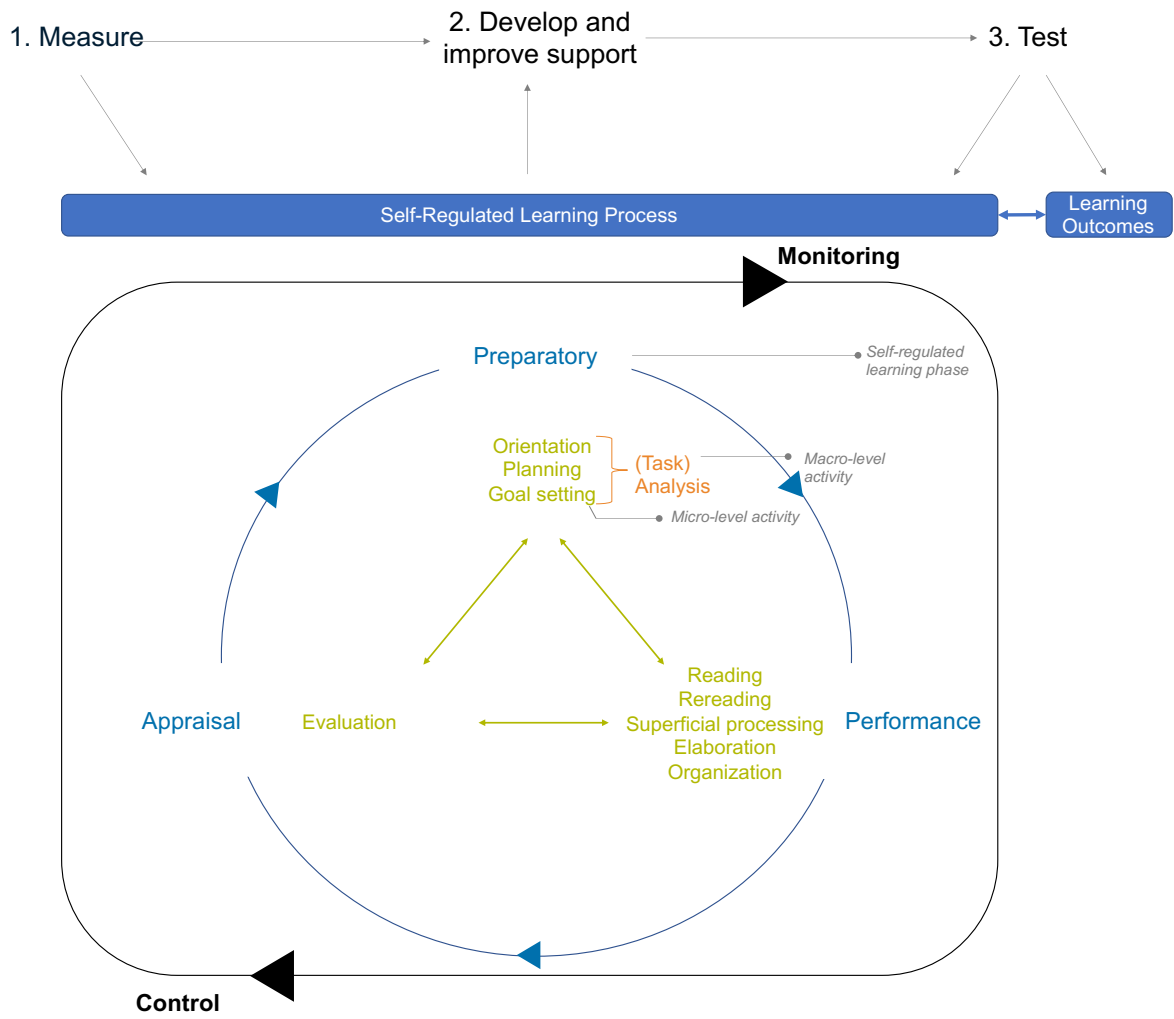 1. Measure
2. Develop and
improve support
3. Test
Self-Regulated Learning Process
Learning
Outcomes
Monitoring
Preparatory
Self-regulated
learning phase
Orientation
Planning
Goal setting
(Task)
Analysis
Macro-level
activity
Micro-level activity
Appraisal
Evaluation
Reading
Rereading
Superficial processing
Elaboration
Organization
Performance
Control